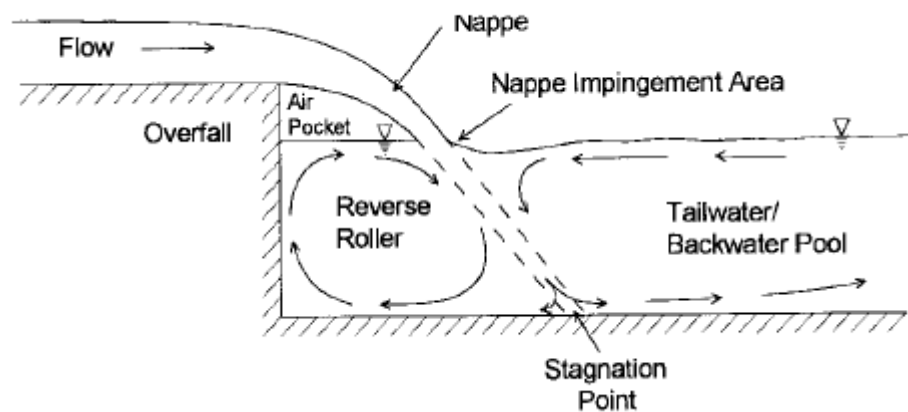 Nappe
Flow
Nappe Impingement Area
Air
Pocket
Overfall
Reverse
Roller
Tailwater/
Backwater Pool
Stagnation
Point